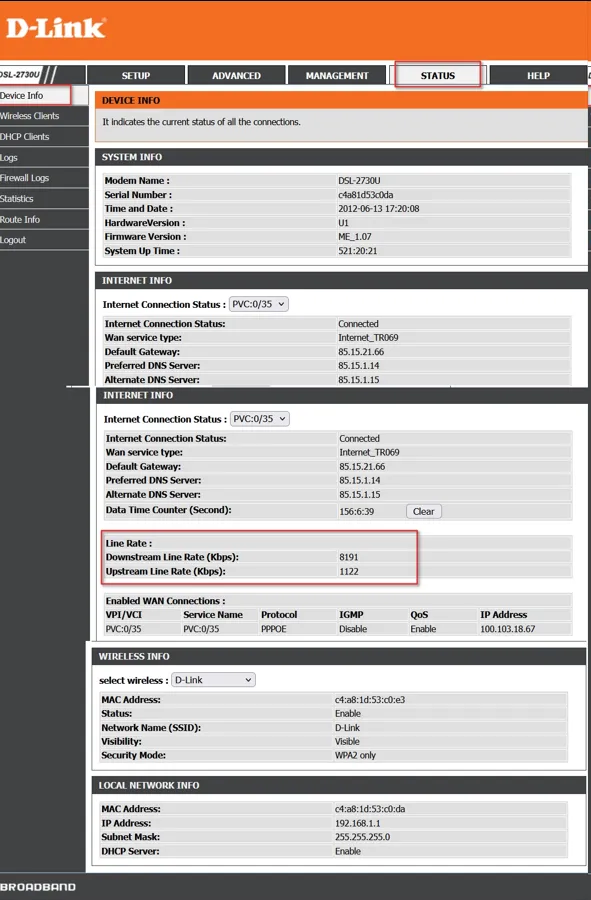 D-Link
DSL-2730U
SETUP ADVANCED MANAGEMENT STATUS HELP
Device Info
Wireless Clients
DHCP Clients
Logs
Firewall Logs
Statistics
Route Info
Logout
DEVICE INFO
It indicates the current status of all the connections.
SYSTEM INFO
Modem Name : DSL-2730U
Serial Number : c4a81d53c0da
Time and Date : 2012-06-13 17:20:08
HardwareVersion : U1
Firmware Version : ME_1.07
System Up Time : 521:20:21
INTERNET INFO
Internet Connection Status : PVC:0/35
Internet Connection Status: Connected
Wan service type: Internet_TR069
Default Gateway: 85.15.21.66
Preferred DNS Server: 85.15.1.14
Alternate DNS Server: 85.15.1.15
INTERNET INFO
Internet Connection Status : PVC:0/35
Internet Connection Status: Connected
Wan service type: Internet_TR069
Default Gateway: 85.15.21.66
Preferred DNS Server: 85.15.1.14
Alternate DNS Server: 85.15.1.15
Data Time Counter (Second): 156:6:39 Clear
Line Rate :
Downstream Line Rate (Kbps): 8191
Upstream Line Rate (Kbps): 1122
Enabled WAN Connections :
VPI/VCI Service Name Protocol IGMP QoS IP Address
PVC:0/35 PVC:0/35 PPPOE Disable Enable 100.103.18.67
WIRELESS INFO
select wireless : D-Link
MAC Address: c4:a8:1d:53:c0:e3
Status: Enable
Network Name (SSID): D-Link
Visibility: Visible
Security Mode: WPA2 only
LOCAL NETWORK INFO
MAC Address: c4:a8:1d:53:c0:da
IP Address: 192.168.1.1
Subnet Mask: 255.255.255.0
DHCP Server: Enable
BROADBAND